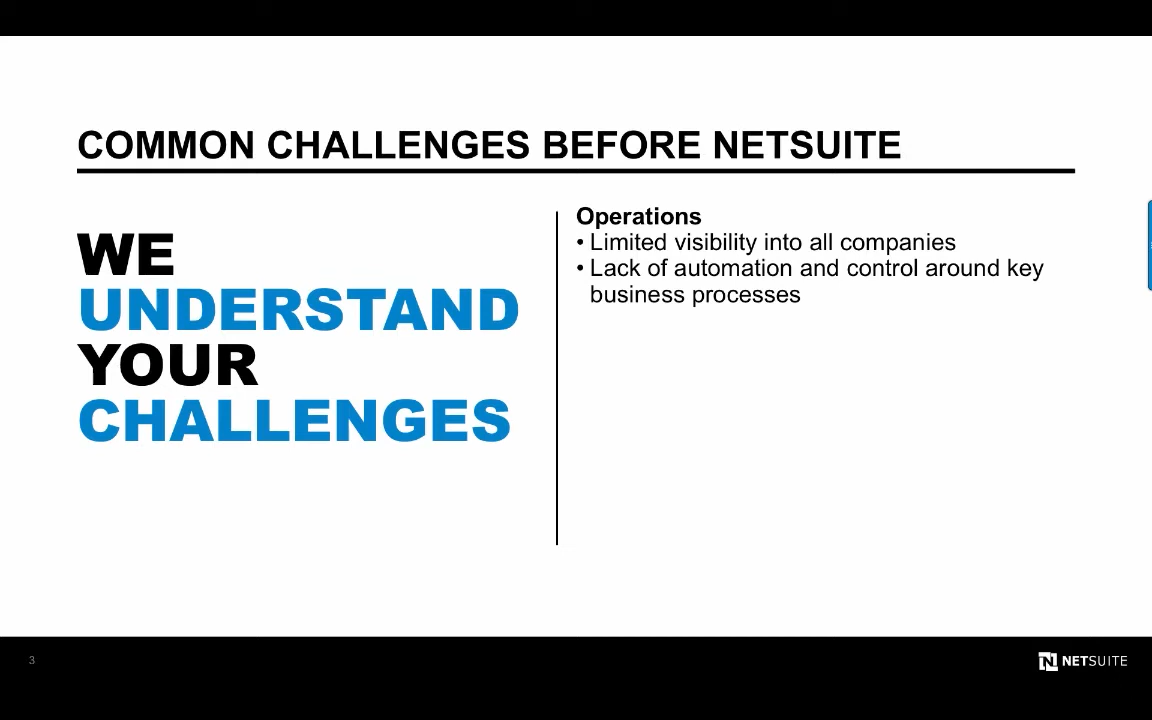 COMMON CHALLENGES BEFORE NETSUITE
WE
UNDERSTAND
YOUR
CHALLENGES
Operations
• Limited visibility into all companies
• Lack of automation and control around key
business processes
3
NETSUITE